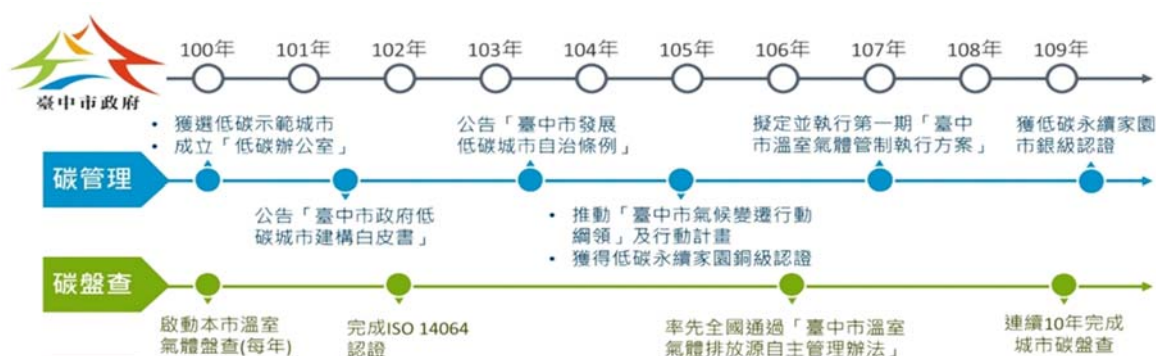 100年 101年 102年 103年 104年 105年 106年 107年 108年 109年
臺中市政府
• 獲選低碳示範城市
• 成立「低碳辦公室」
公告「臺中市發展
低碳城市自治條例」
擬定並執行第一期「臺中
市溫室氣體管制執行方案」
獲低碳永續家園
市銀級認證
碳管理
公告「臺中市政府低
碳城市建構白皮書」
• 推動「臺中市氣候變遷行動
綱領」及行動計畫
• 獲得低碳永續家園銅級認證
碳盤查
啟動本市溫室
氣體盤查(每年)
完成ISO 14064
認證
率先全國通過「臺中市溫室
氣體排放源自主管理辦法」
連續10年完成
城市碳盤查